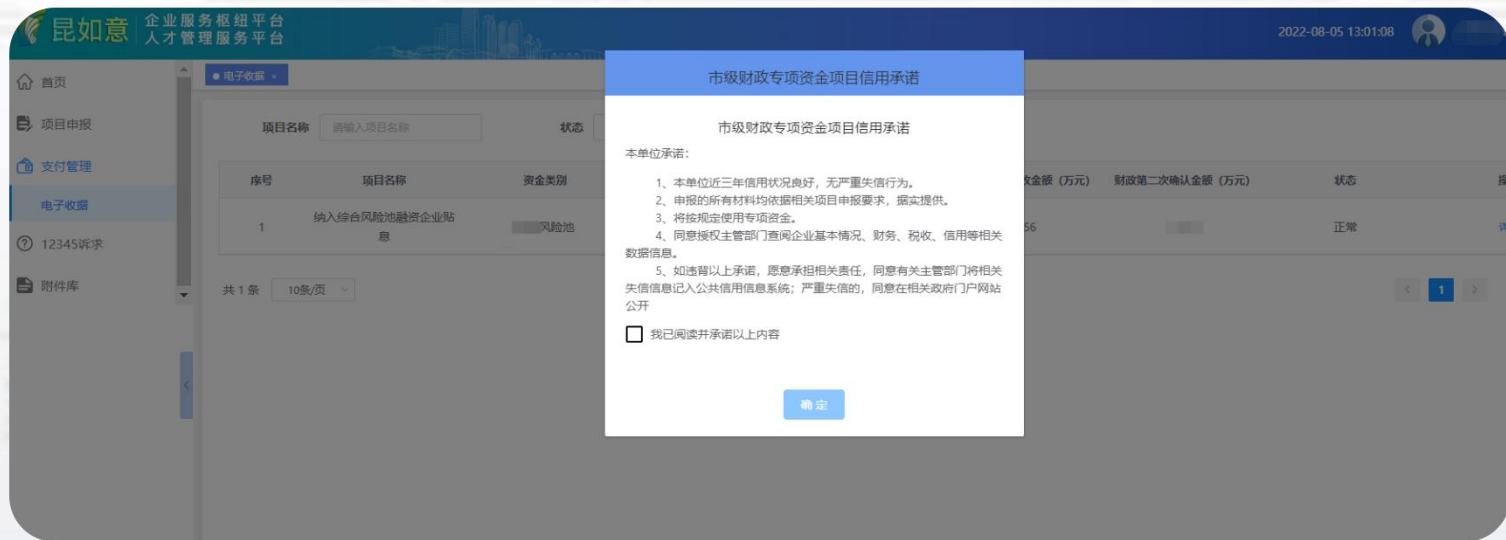 昆如意
企业服务枢纽平台
人才管理服务平台
2022-08-05 13:01:08
首页
项目申报
支付管理
电子收据
12345诉求
附件库
电子收据 ×
项目名称 请输入项目名称 状态
序号 项目名称 资金类别 金额（万元） 财政第二次确认金额（万元） 状态
1 纳入综合风险池融资企业贴息 风险池 56 正常
共 1 条 10条/页
< 1 >
市级财政专项资金项目信用承诺
市级财政专项资金项目信用承诺
本单位承诺：
1、本单位近三年信用状况良好，无严重失信行为。
2、申报的所有材料均依据相关项目申报要求，据实提供。
3、将按规定使用专项资金。
4、同意授权主管部门查阅企业基本情况、财务、税收、信用等相关
数据信息。
5、如违背以上承诺，愿意承担相关责任，同意有关主管部门将相关
失信信息记入公共信用信息系统；严重失信的，同意在相关政府门户网站
公开
我已阅读并承诺以上内容
确 定